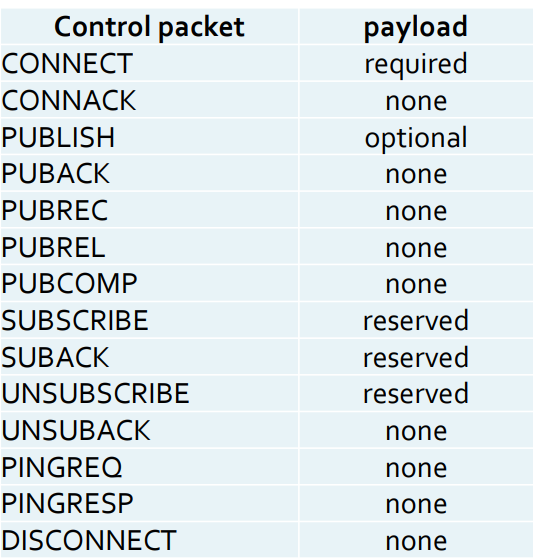 Control packet payload
CONNECT required
CONNACK none
PUBLISH optional
PUBACK none
PUBREC none
PUBREL none
PUBCOMP none
SUBSCRIBE reserved
SUBACK reserved
UNSUBSCRIBE reserved
UNSUBACK none
PINGREQ none
PINGRESP none
DISCONNECT none